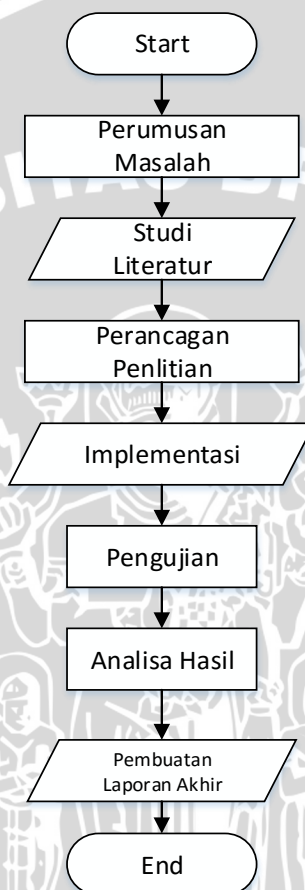 Start
Perumusan
Masalah
Studi
Literatur
Perancagan
Penlitian
Implementasi
Pengujian
Analisa Hasil
Pembuatan
Laporan Akhir
End